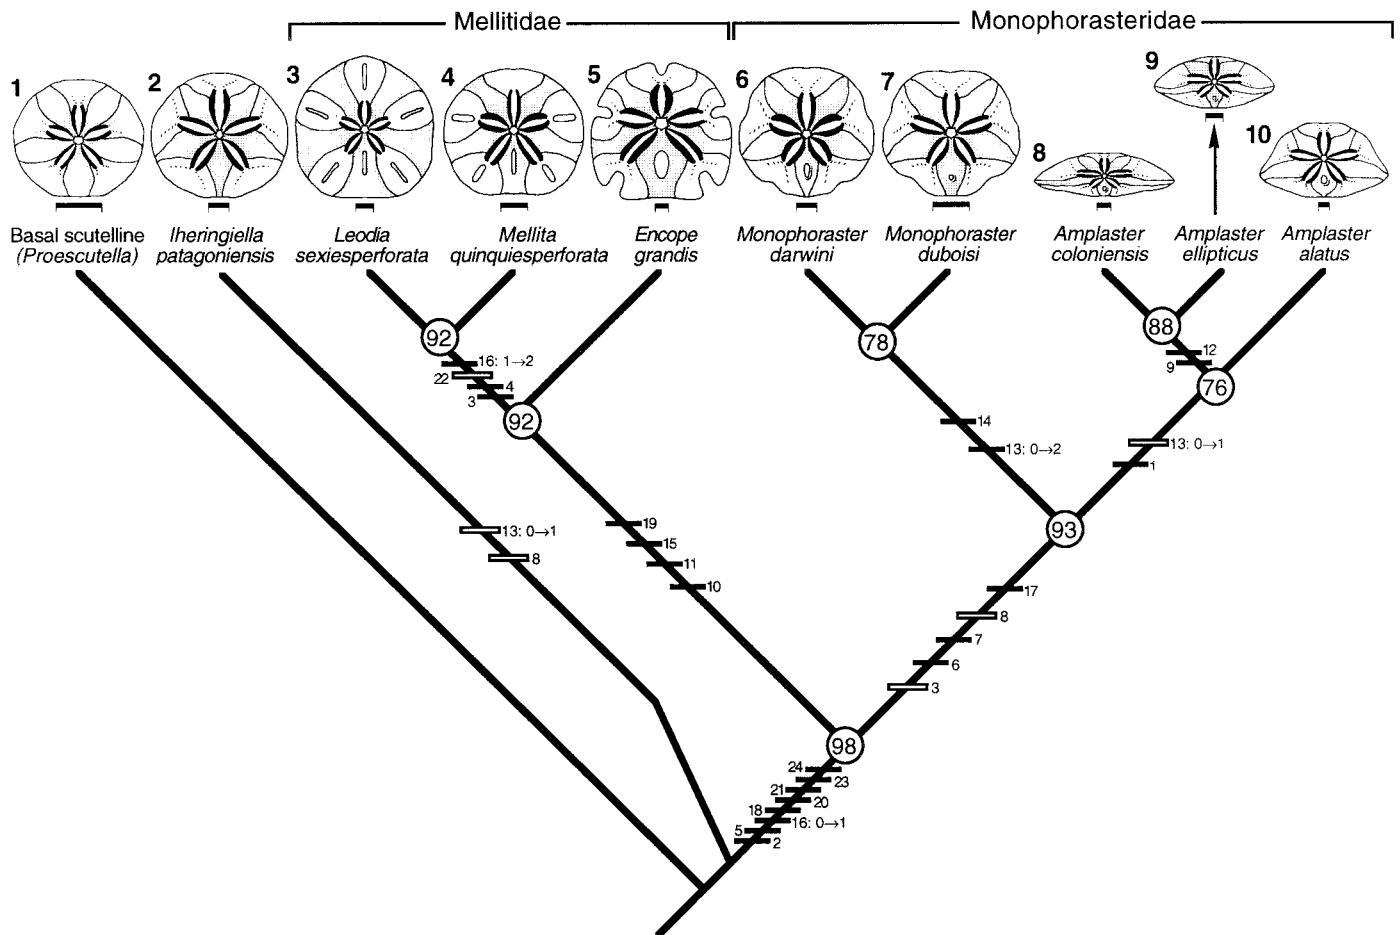 Mellitidae
Monophorasteridae
1
2
3
4
5
6
7
8
9
10
Basal scutelline
(Proescutella)
Iheringiella
patagoniensis
Leodia
sexiesperforata
Mellita
quinquiesperforata
Encope
grandis
Monophoraster
darwini
Monophoraster
duboisi
Amplaster
coloniensis
Amplaster
ellipticus
Amplaster
alatus
92
16: 1→2
22
4
3
92
78
88
12
9
76
14
13: 0→2
13: 0→1
1
19
15
11
10
13: 0→1
8
93
17
8
7
6
3
98
24
23
21
20
18
16: 0→1
5
2